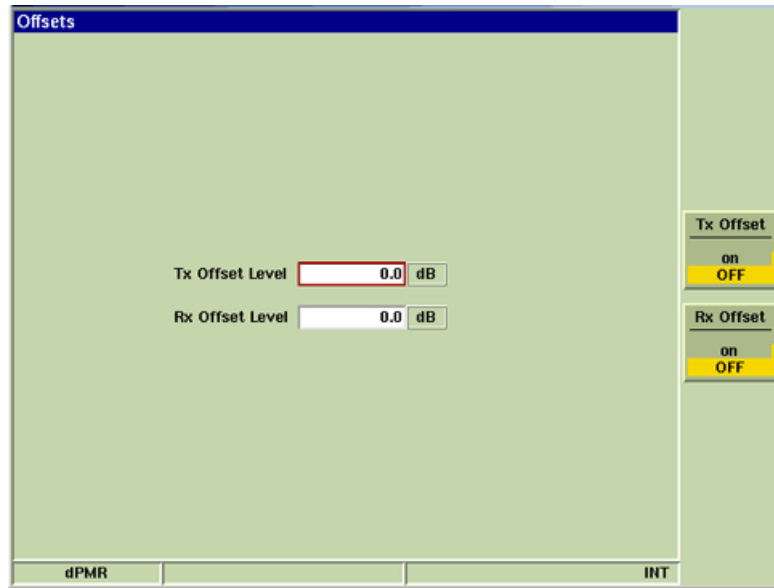 Offsets
Tx Offset
on
OFF
Tx Offset Level 0.0 dB
Rx Offset Level 0.0 dB
Rx Offset
on
OFF
dPMR INT